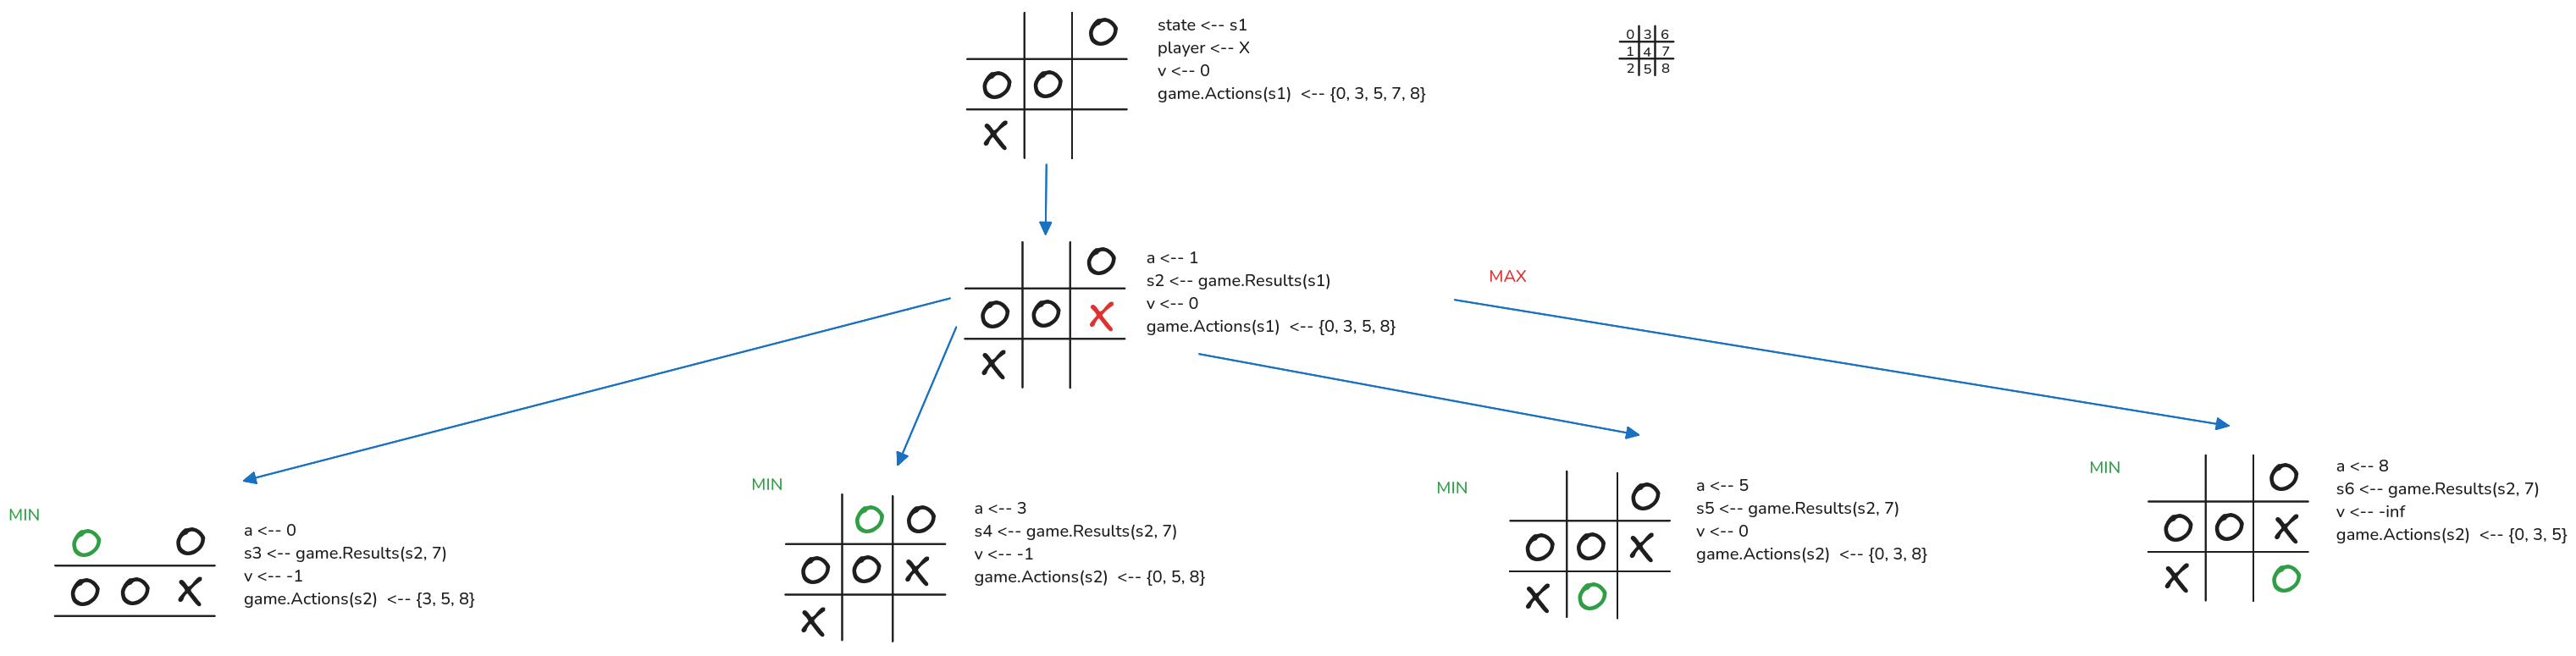 O
state <-- s1
player <-- X
v <-- 0
game.Actions(s1) <-- {0, 3, 5, 7, 8}
O O
X
0 3 6
1 4 7
2 5 8
O
a <-- 1
s2 <-- game.Results(s1)
v <-- 0
game.Actions(s1) <-- {0, 3, 5, 8}
O O X
X
MAX
MIN
O O
O O X
a <-- 0
s3 <-- game.Results(s2, 7)
v <-- -1
game.Actions(s2) <-- {3, 5, 8}
MIN
O O
O O X
X
a <-- 3
s4 <-- game.Results(s2, 7)
v <-- -1
game.Actions(s2) <-- {0, 5, 8}
MIN
O
O O X
X O
a <-- 5
s5 <-- game.Results(s2, 7)
v <-- 0
game.Actions(s2) <-- {0, 3, 8}
MIN
O
O O X
X O
a <-- 8
s6 <-- game.Results(s2, 7)
v <-- -inf
game.Actions(s2) <-- {0, 3, 5}